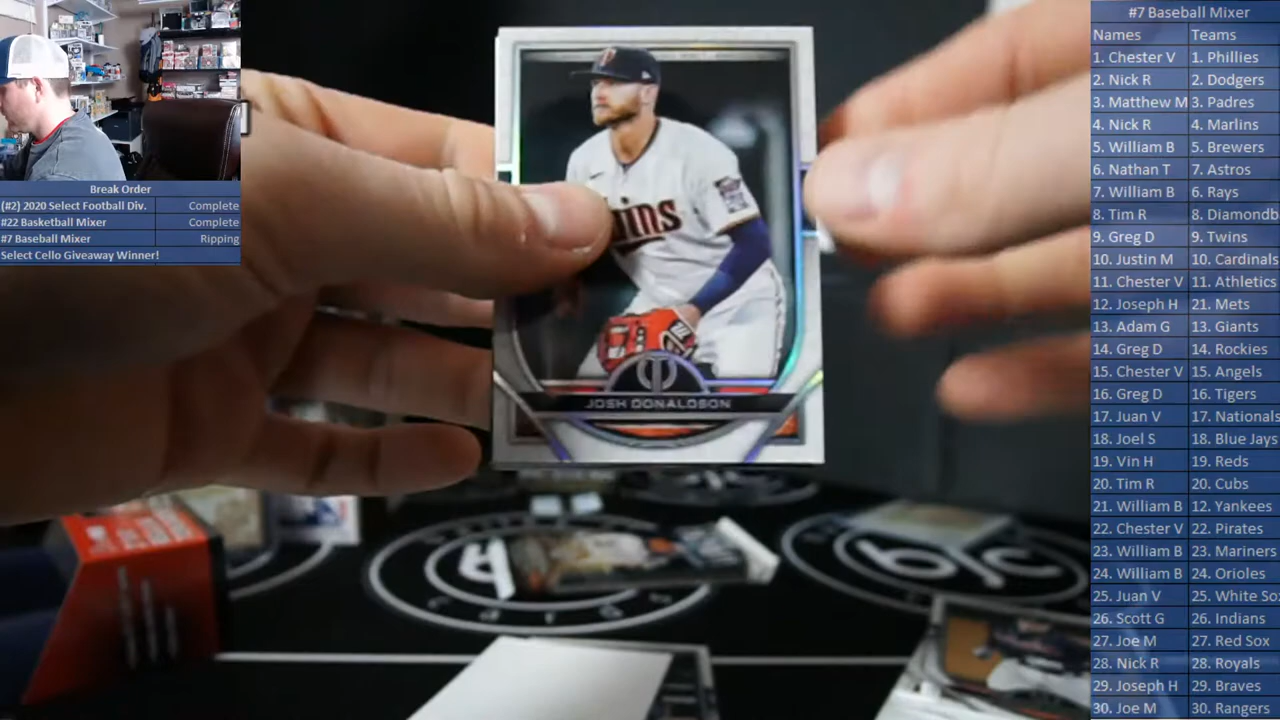 Break Order
(#2) 2020 Select Football Div. Complete
#22 Basketball Mixer Complete
#7 Baseball Mixer Ripping
Select Cello Giveaway Winner!
JOSH DONALDSON
#7 Baseball Mixer
Names Teams
1. Chester V 1. Phillies
2. Nick R 2. Dodgers
3. Matthew M 3. Padres
4. Nick R 4. Marlins
5. William B 5. Brewers
6. Nathan T 7. Astros
7. William B 6. Rays
8. Tim R 8. Diamondb
9. Greg D 9. Twins
10. Justin M 10. Cardinals
11. Chester V 11. Athletics
12. Joseph H 21. Mets
13. Adam G 13. Giants
14. Greg D 14. Rockies
15. Chester V 15. Angels
16. Greg D 16. Tigers
17. Juan V 17. Nationals
18. Joel S 18. Blue Jays
19. Vin H 19. Reds
20. Tim R 20. Cubs
21. William B 12. Yankees
22. Chester V 22. Pirates
23. William B 23. Mariners
24. William B 24. Orioles
25. Juan V 25. White So
26. Scott G 26. Indians
27. Joe M 27. Red Sox
28. Nick R 28. Royals
29. Joseph H 29. Braves
30. Joe M 30. Rangers